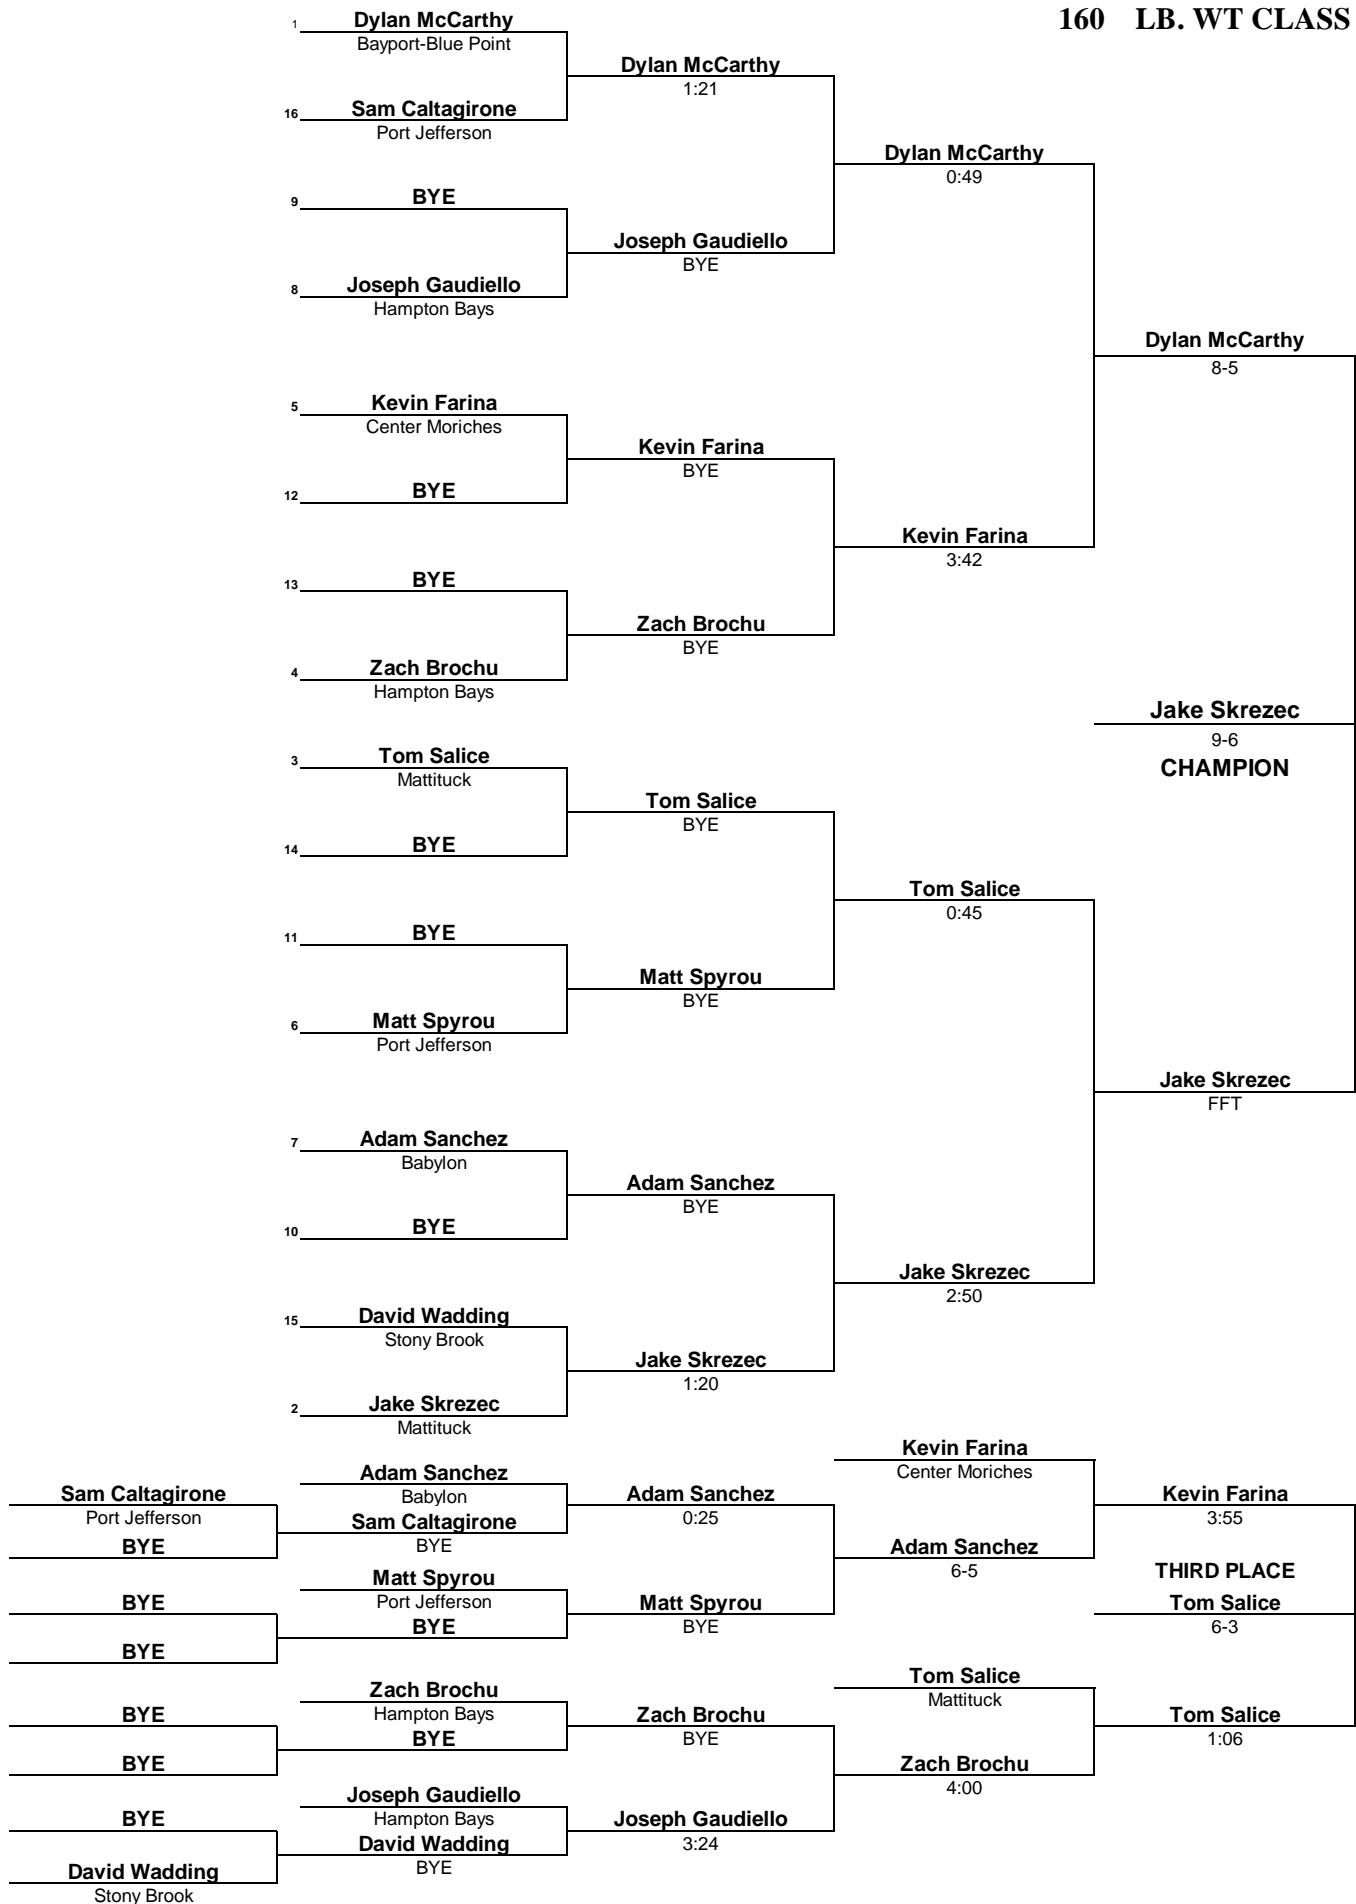 160 LB. WT CLASS
1 Dylan McCarthy
Bayport-Blue Point
Dylan McCarthy
1:21
16 Sam Caltagirone
Port Jefferson
Dylan McCarthy
0:49
9 BYE
Joseph Gaudiello
BYE
8 Joseph Gaudiello
Hampton Bays
Dylan McCarthy
8-5
5 Kevin Farina
Center Moriches
Kevin Farina
BYE
12 BYE
Kevin Farina
3:42
13 BYE
Zach Brochu
BYE
4 Zach Brochu
Hampton Bays
Jake Skrezec
9-6
CHAMPION
3 Tom Salice
Mattituck
Tom Salice
BYE
14 BYE
Tom Salice
0:45
11 BYE
Matt Spyrou
BYE
6 Matt Spyrou
Port Jefferson
Jake Skrezec
FFT
7 Adam Sanchez
Babylon
Adam Sanchez
BYE
10 BYE
Jake Skrezec
2:50
15 David Wadding
Stony Brook
Jake Skrezec
1:20
2 Jake Skrezec
Mattituck
Kevin Farina
Center Moriches
Adam Sanchez
Babylon
Sam Caltagirone
Port Jefferson
Adam Sanchez
0:25
Kevin Farina
3:55
Sam Caltagirone
BYE
BYE
Adam Sanchez
6-5
THIRD PLACE
Matt Spyrou
Port Jefferson
BYE
Matt Spyrou
BYE
Tom Salice
6-3
BYE
BYE
Tom Salice
Mattituck
Zach Brochu
Hampton Bays
BYE
Zach Brochu
BYE
Tom Salice
1:06
BYE
BYE
Zach Brochu
4:00
Joseph Gaudiello
Hampton Bays
BYE
Joseph Gaudiello
3:24
David Wadding
BYE
David Wadding
Stony Brook